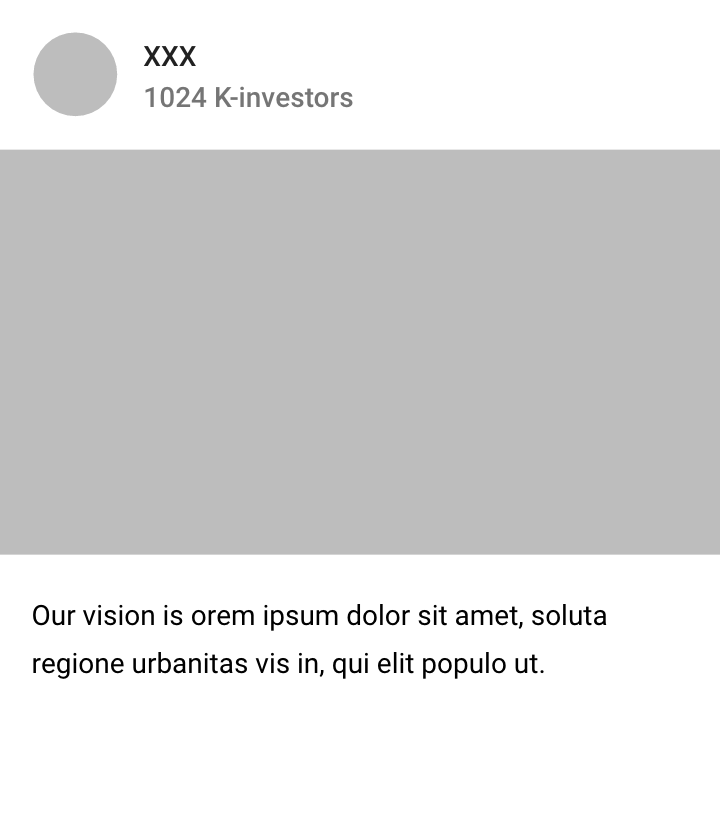 XXX
1024 K-investors
Our vision is orem ipsum dolor sit amet, soluta
regione urbanitas vis in, qui elit populo ut.